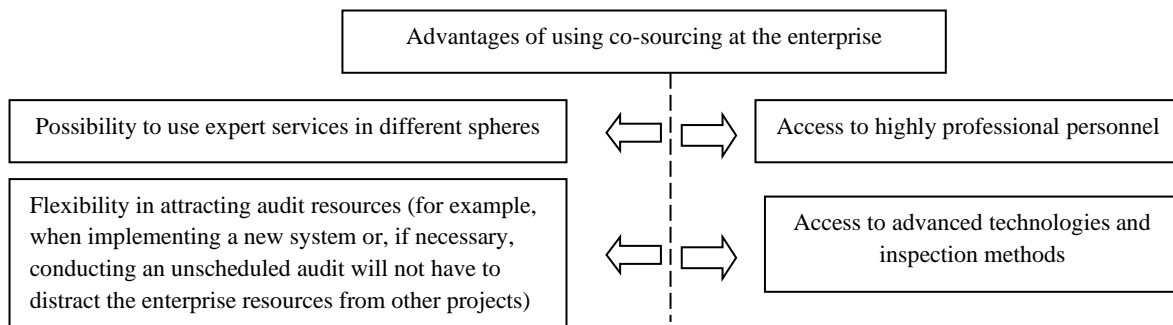 Advantages of using co-sourcing at the enterprise
Possibility to use expert services in different spheres
Access to highly professional personnel
Flexibility in attracting audit resources (for example,
when implementing a new system or, if necessary,
conducting an unscheduled audit will not have to
distract the enterprise resources from other projects)
Access to advanced technologies and
inspection methods